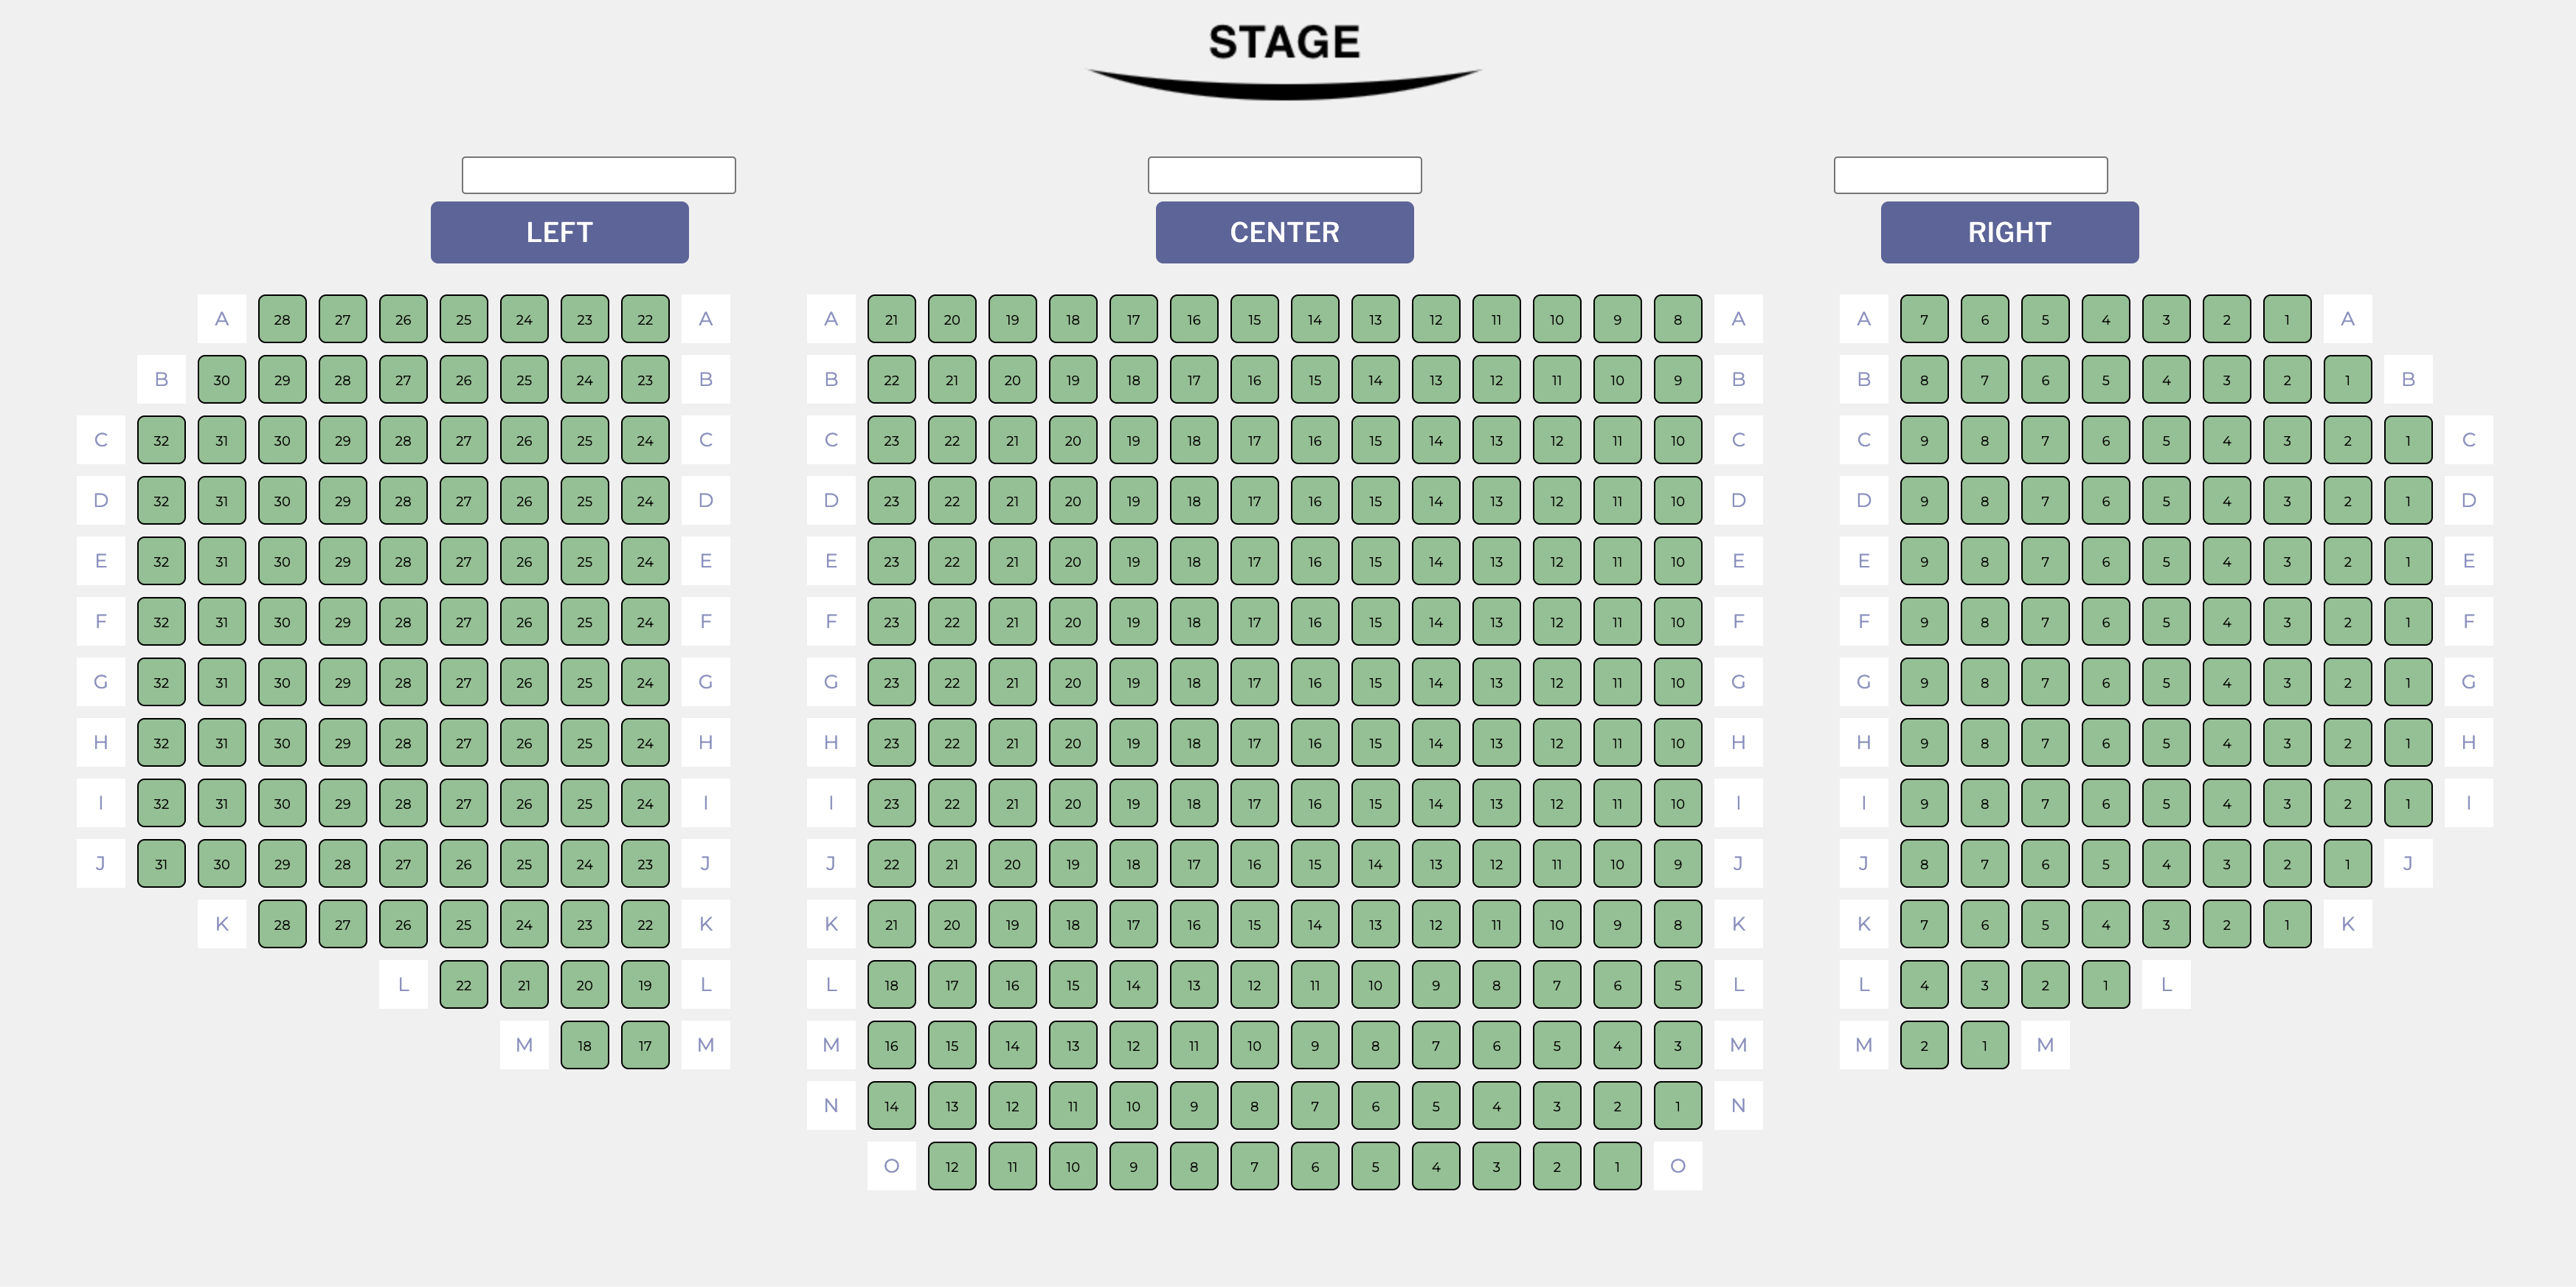 STAGE
LEFT CENTER RIGHT
A 28 27 26 25 24 23 22 A A 21 20 19 18 17 16 15 14 13 12 11 10 9 8 A A 7 6 5 4 3 2 1 A
B 30 29 28 27 26 25 24 23 B B 22 21 20 19 18 17 16 15 14 13 12 11 10 9 B B 8 7 6 5 4 3 2 1 B
C 32 31 30 29 28 27 26 25 24 C C 23 22 21 20 19 18 17 16 15 14 13 12 11 10 C C 9 8 7 6 5 4 3 2 1 C
D 32 31 30 29 28 27 26 25 24 D D 23 22 21 20 19 18 17 16 15 14 13 12 11 10 D D 9 8 7 6 5 4 3 2 1 D
E 32 31 30 29 28 27 26 25 24 E E 23 22 21 20 19 18 17 16 15 14 13 12 11 10 E E 9 8 7 6 5 4 3 2 1 E
F 32 31 30 29 28 27 26 25 24 F F 23 22 21 20 19 18 17 16 15 14 13 12 11 10 F F 9 8 7 6 5 4 3 2 1 F
G 32 31 30 29 28 27 26 25 24 G G 23 22 21 20 19 18 17 16 15 14 13 12 11 10 G G 9 8 7 6 5 4 3 2 1 G
H 32 31 30 29 28 27 26 25 24 H H 23 22 21 20 19 18 17 16 15 14 13 12 11 10 H H 9 8 7 6 5 4 3 2 1 H
I 32 31 30 29 28 27 26 25 24 I I 23 22 21 20 19 18 17 16 15 14 13 12 11 10 I I 9 8 7 6 5 4 3 2 1 I
J 31 30 29 28 27 26 25 24 23 J J 22 21 20 19 18 17 16 15 14 13 12 11 10 9 J J 8 7 6 5 4 3 2 1 J
K 28 27 26 25 24 23 22 K K 21 20 19 18 17 16 15 14 13 12 11 10 9 8 K K 7 6 5 4 3 2 1 K
L 22 21 20 19 L L 18 17 16 15 14 13 12 11 10 9 8 7 6 5 L L 4 3 2 1 L
M 18 17 M M 16 15 14 13 12 11 10 9 8 7 6 5 4 3 M M 2 1 M
N 14 13 12 11 10 9 8 7 6 5 4 3 2 1 N
O 12 11 10 9 8 7 6 5 4 3 2 1 O